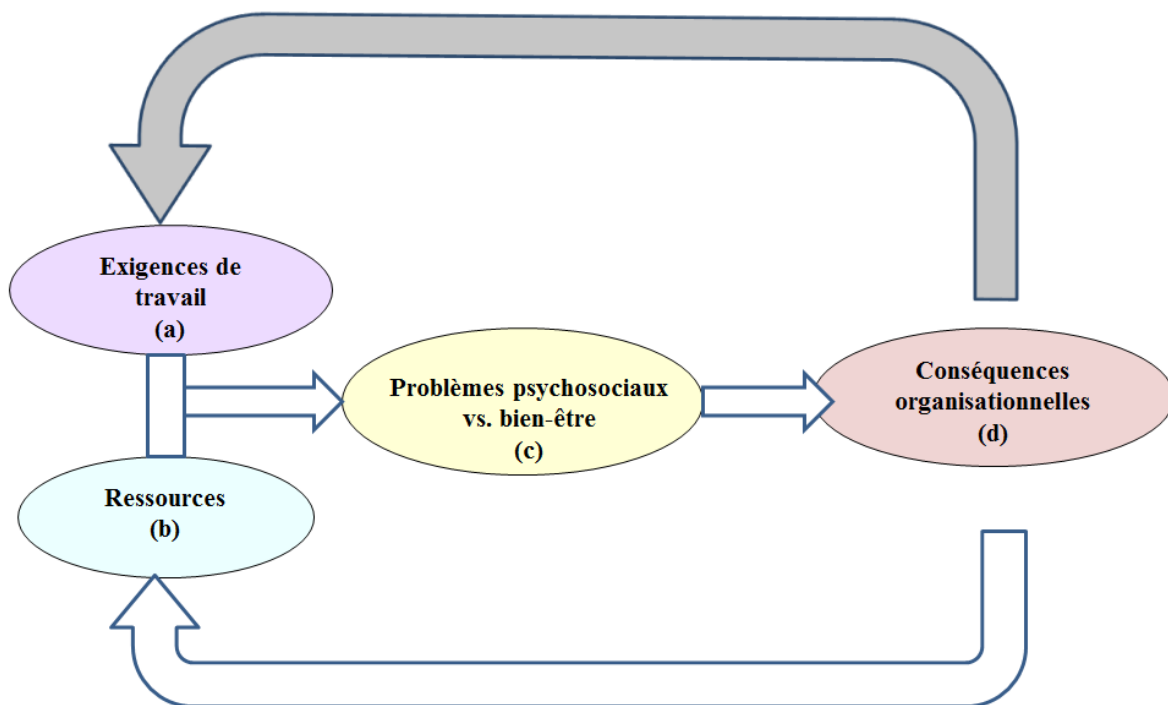 Exigences de
travail
(a)
Problèmes psychosociaux
vs. bien-être
(c)
Conséquences
organisationnelles
(d)
Ressources
(b)